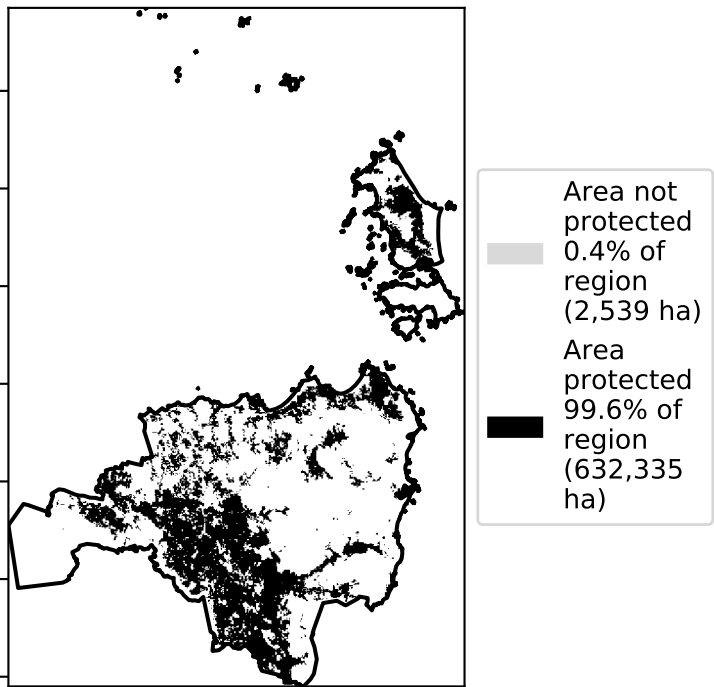 Area not
protected
0.4% of
region
(2,539 ha)
Area
protected
99.6% of
region
(632,335
ha)